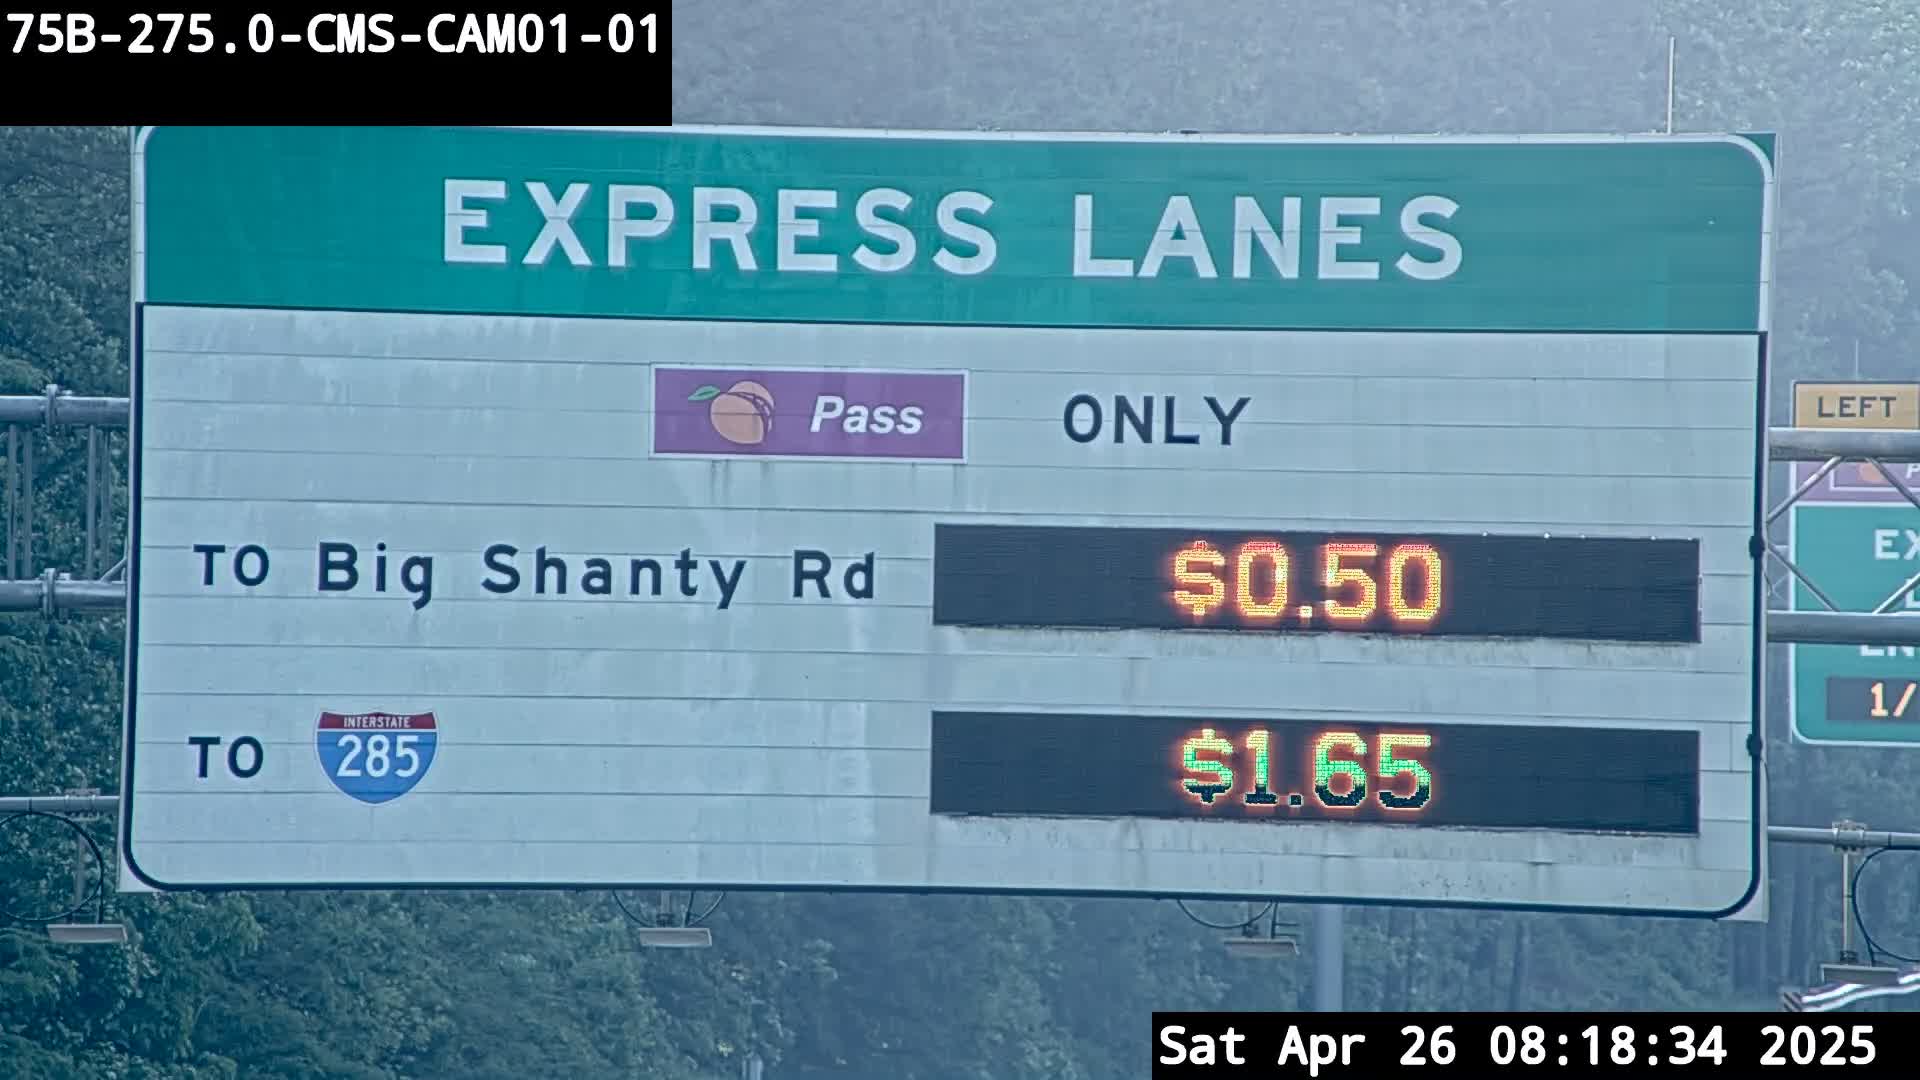 75B-275.0-CMS-CAM01-01
EXPRESS LANES
Pass ONLY
LEFT
TO Big Shanty Rd $0.50
TO INTERSTATE 285 $1.65
1/
Sat Apr 26 08:18:34 2025